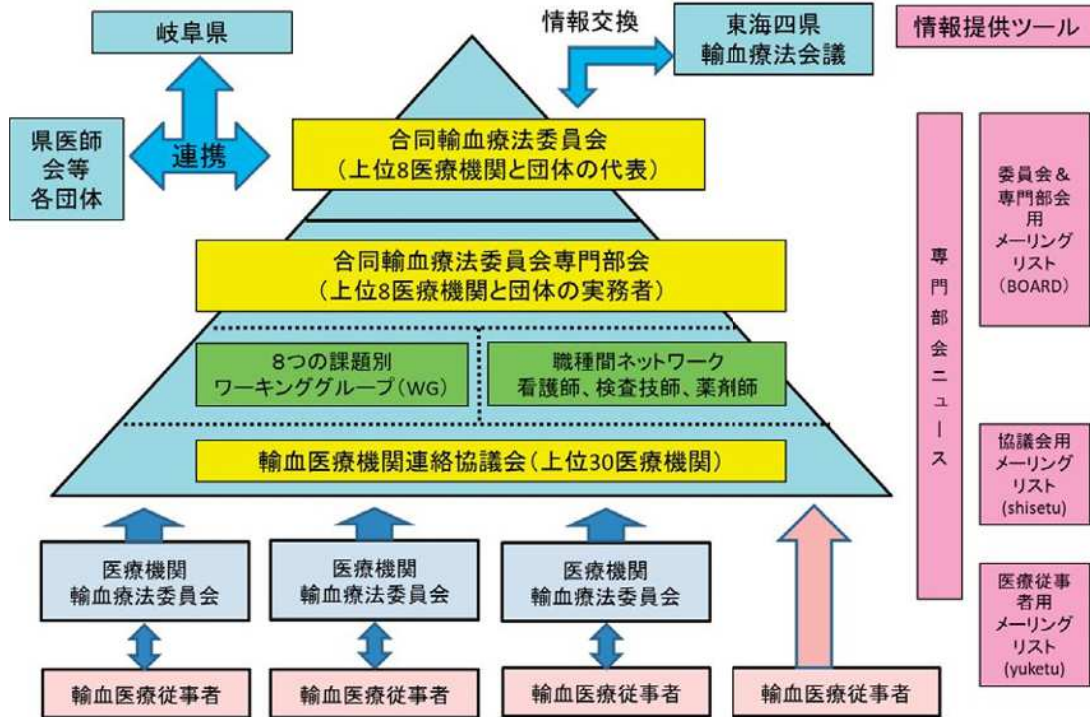 岐阜県
情報交換
東海四県
輸血療法会議
情報提供ツール
県医師
会等
各団体
連携
合同輸血療法委員会
(上位8医療機関と団体の代表)
合同輸血療法委員会専門部会
(上位8医療機関と団体の実務者)
8つの課題別
ワーキンググループ(WG)
職種間ネットワーク
看護師、検査技師、薬剤師
輸血医療機関連絡協議会(上位30医療機関)
専門部会ニュース
委員会&
専門部会
用
メーリング
リスト
(BOARD)
協議会用
メーリング
リスト
(shisetu)
医療従事
者用
メーリング
リスト
(yuketu)
医療機関
輸血療法委員会
医療機関
輸血療法委員会
医療機関
輸血療法委員会
輸血医療従事者
輸血医療従事者
輸血医療従事者
輸血医療従事者